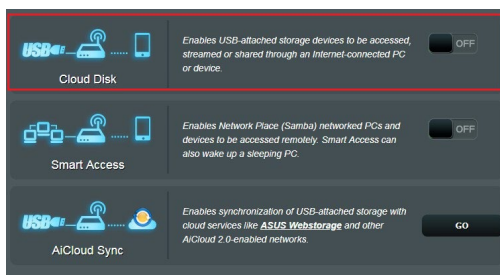 USB
Cloud Disk
Enables USB-attached storage devices to be accessed,
streamed or shared through an Internet-connected PC
or device.
OFF
Smart Access
Enables Network Place (Samba) networked PCs and
devices to be accessed remotely. Smart Access can
also wake up a sleeping PC.
OFF
USB
AiCloud Sync
Enables synchronization of USB-attached storage with
cloud services like ASUS Webstorage and other
AiCloud 2.0-enabled networks.
GO